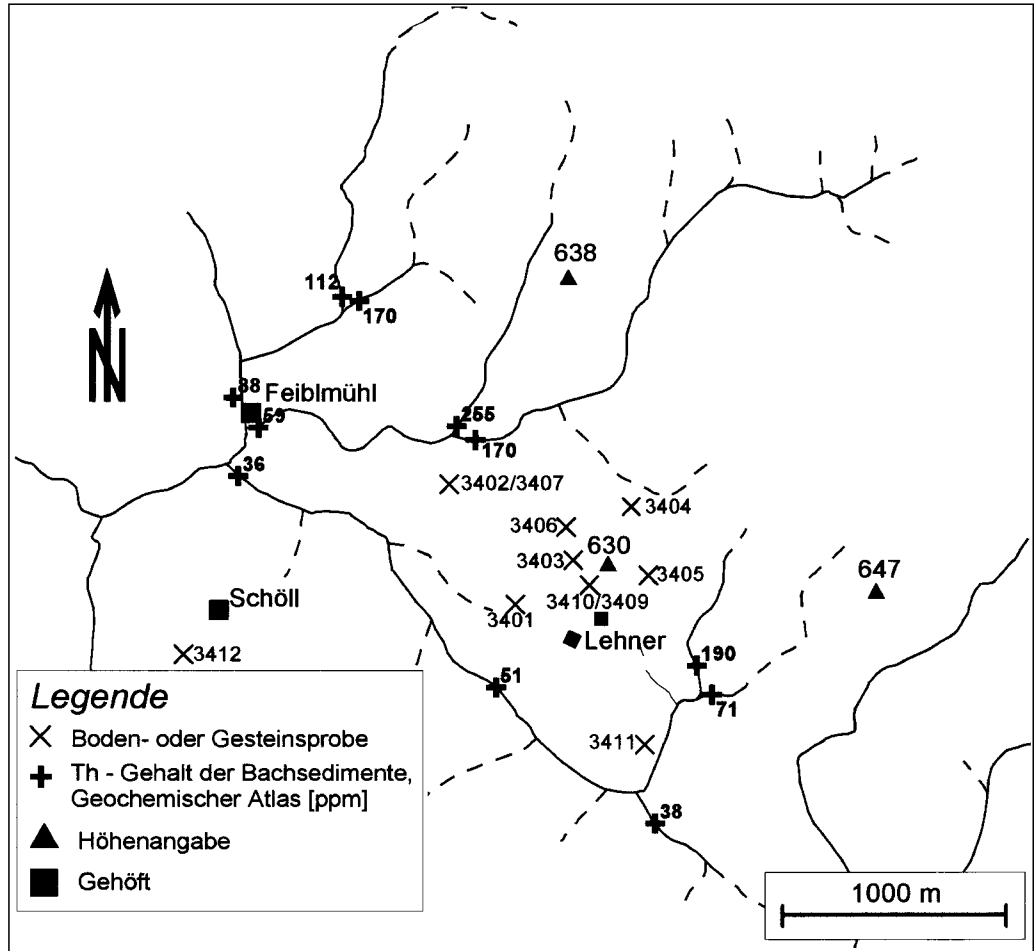 638
112
170
N
88
Feiblmühl
59
255
170
36
3402/3407
3404
3406
630
3403
647
3405
3410/3409
Schöll
3401
Lehner
3412
190
51
71
Legende
Boden- oder Gesteinsprobe
3411
Th - Gehalt der Bachsedimente,
Geochemischer Atlas [ppm]
38
Höhenangabe
Gehöft
1000 m